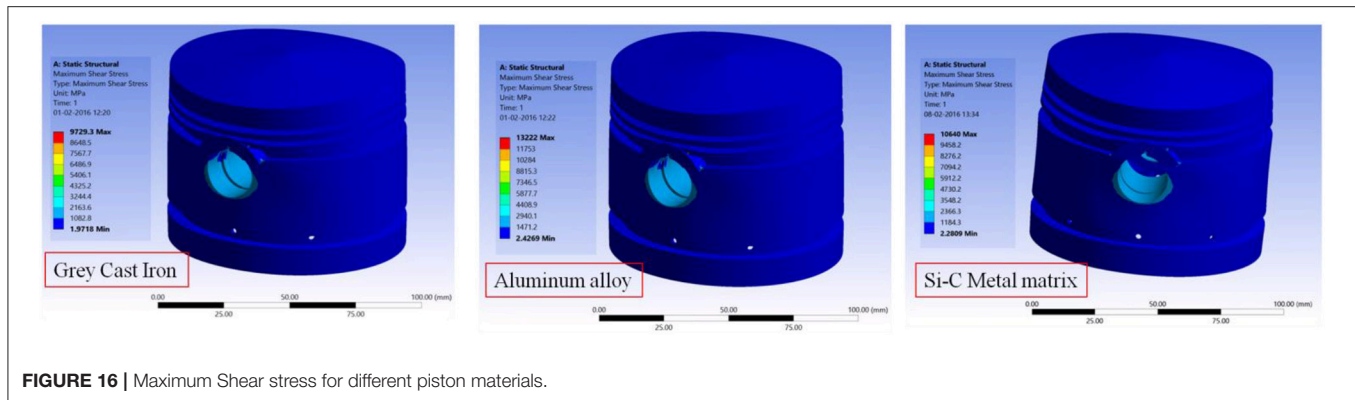 A: Static Structural
Maximum Shear Stress
Type: Maximum Shear Stress
Unit: MPa
Time: 1
01-02-2016 12:20
9729.3 Max
8648.5
7567.7
6486.9
5406.1
4325.2
3244.4
2163.6
1082.8
1.9718 Min
Grey Cast Iron
0.00 50.00 100.00 (mm)
25.00 75.00
A: Static Structural
Maximum Shear Stress
Type: Maximum Shear Stress
Unit: MPa
Time: 1
01-02-2016 12:22
13222 Max
11753
10284
8815.3
7346.5
5877.7
4408.9
2940.1
1471.2
2.4269 Min
Aluminum alloy
0.00 50.00 100.00 (mm)
25.00 75.00
A: Static Structural
Maximum Shear Stress
Type: Maximum Shear Stress
Unit: MPa
Time: 1
08-02-2016 13:34
10640 Max
9458.2
8276.2
7094.2
5912.2
4730.2
3548.2
2366.3
1184.3
2.2809 Min
Si-C Metal matrix
0.00 50.00 100.00 (mm)
25.00 75.00
FIGURE 16 | Maximum Shear stress for different piston materials.